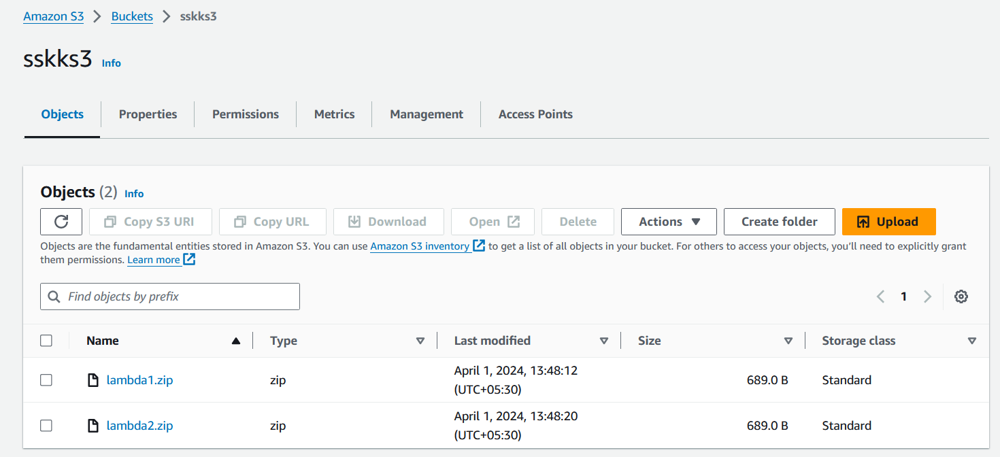 Amazon S3 > Buckets > sskks3
sskks3 Info
Objects Properties Permissions Metrics Management Access Points
Objects (2) Info
Copy S3 URI Copy URL Download Open Delete Actions Create folder Upload
Objects are the fundamental entities stored in Amazon S3. You can use Amazon S3 inventory to get a list of all objects in your bucket. For others to access your objects, you’ll need to explicitly grant
them permissions. Learn more
Find objects by prefix
1
Name Type Last modified Size Storage class
lambda1.zip zip April 1, 2024, 13:48:12 (UTC+05:30) 689.0 B Standard
lambda2.zip zip April 1, 2024, 13:48:20 (UTC+05:30) 689.0 B Standard